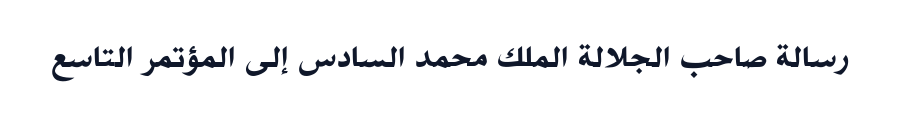 رسالة صاحب الجلالة الملك محمد السادس إلى المؤتمر التاسع